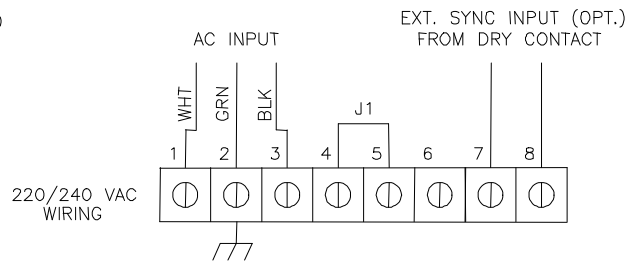 EXT. SYNC INPUT (OPT.)
AC INPUT
FROM DRY CONTACT
WHT
GRN
BLK
J1
1 2 3 4 5 6 7 8
220/240 VAC
WIRING